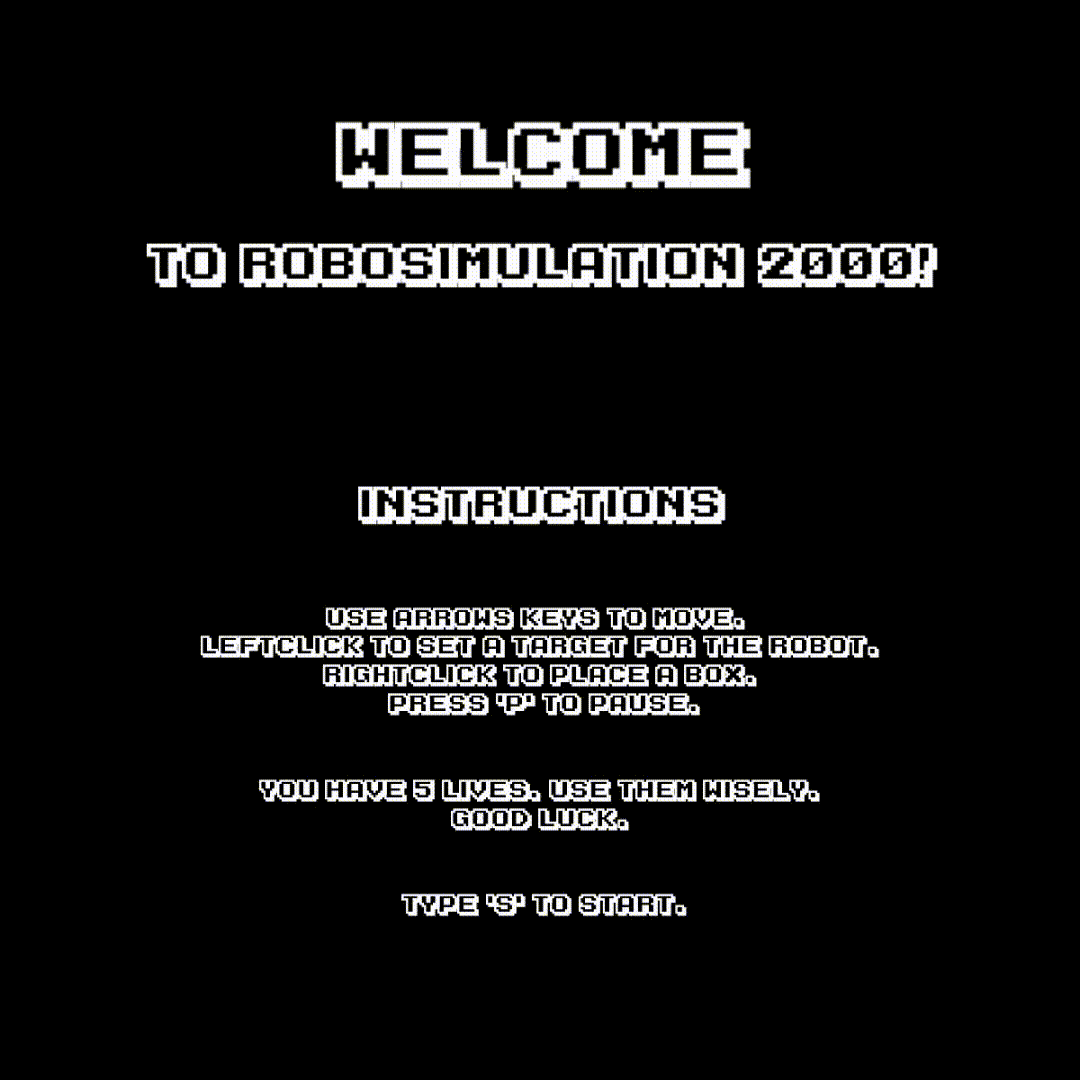 WELCOME
TO ROBOSIMULATION 2000!
INSTRUCTIONS
USE ARROWS KEYS TO MOVE.
LEFTCLICK TO SET A TARGET FOR THE ROBOT.
RIGHTCLICK TO PLACE A BOX.
PRESS 'P' TO PAUSE.
YOU HAVE 5 LIVES. USE THEM WISELY.
GOOD LUCK.
TYPE 'S' TO START.